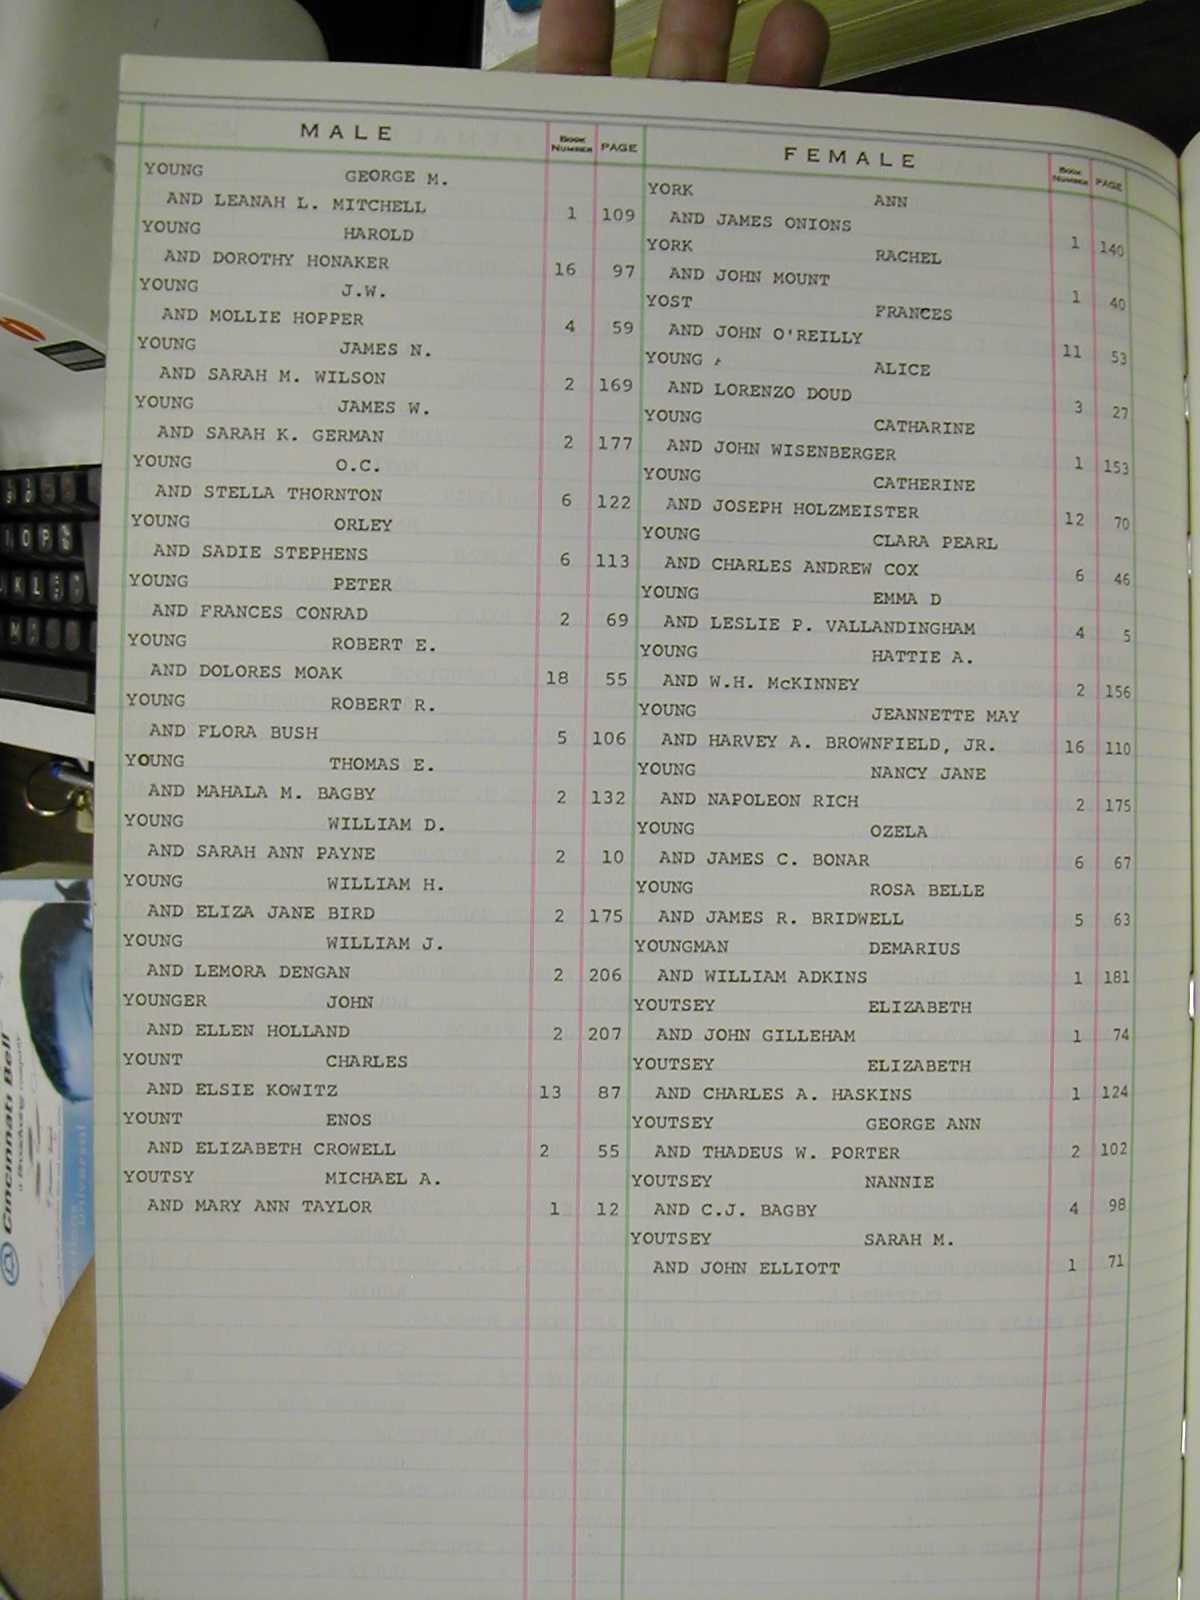 MALE BOOK NUMBER PAGE
YOUNG GEORGE M.
AND LEANAH L. MITCHELL 1 109
YOUNG HAROLD
AND DOROTHY HONAKER 16 97
YOUNG J.W.
AND MOLLIE HOPPER 4 59
YOUNG JAMES N.
AND SARAH M. WILSON 2 169
YOUNG JAMES W.
AND SARAH K. GERMAN 2 177
YOUNG O.C.
AND STELLA THORNTON 6 122
YOUNG ORLEY
AND SADIE STEPHENS 6 113
YOUNG PETER
AND FRANCES CONRAD 2 69
YOUNG ROBERT E.
AND DOLORES MOAK 18 55
YOUNG ROBERT R.
AND FLORA BUSH 5 106
YOUNG THOMAS E.
AND MAHALA M. BAGBY 2 132
YOUNG WILLIAM D.
AND SARAH ANN PAYNE 2 10
YOUNG WILLIAM H.
AND ELIZA JANE BIRD 2 175
YOUNG WILLIAM J.
AND LEMORA DENGAN 2 206
YOUNGER JOHN
AND ELLEN HOLLAND 2 207
YOUNT CHARLES
AND ELSIE KOWITZ 13 87
YOUNT ENOS
AND ELIZABETH CROWELL 2 55
YOUTSY MICHAEL A.
AND MARY ANN TAYLOR 1 12
FEMALE BOOK NUMBER PAGE
YORK ANN
AND JAMES ONIONS 1 140
YORK RACHEL
AND JOHN MOUNT 1 40
YOST FRANCES
AND JOHN O'REILLY 11 53
YOUNG ALICE
AND LORENZO DOUD 3 27
YOUNG CATHARINE
AND JOHN WISENBERGER 1 153
YOUNG CATHERINE
AND JOSEPH HOLZMEISTER 12 70
YOUNG CLARA PEARL
AND CHARLES ANDREW COX 6 46
YOUNG EMMA D
AND LESLIE P. VALLANDINGHAM 4 5
YOUNG HATTIE A.
AND W.H. McKINNEY 2 156
YOUNG JEANNETTE MAY
AND HARVEY A. BROWNFIELD, JR. 16 110
YOUNG NANCY JANE
AND NAPOLEON RICH 2 175
YOUNG OZELA
AND JAMES C. BONAR 6 67
YOUNG ROSA BELLE
AND JAMES R. BRIDWELL 5 63
YOUNGMAN DEMARIUS
AND WILLIAM ADKINS 1 181
YOUTSEY ELIZABETH
AND JOHN GILLEHAM 1 74
YOUTSEY ELIZABETH
AND CHARLES A. HASKINS 1 124
YOUTSEY GEORGE ANN
AND THADEUS W. PORTER 2 102
YOUTSEY NANNIE
AND C.J. BAGBY 4 98
YOUTSEY SARAH M.
AND JOHN ELLIOTT 1 71
Cincinnati Bell
a Broadwing company
Universal